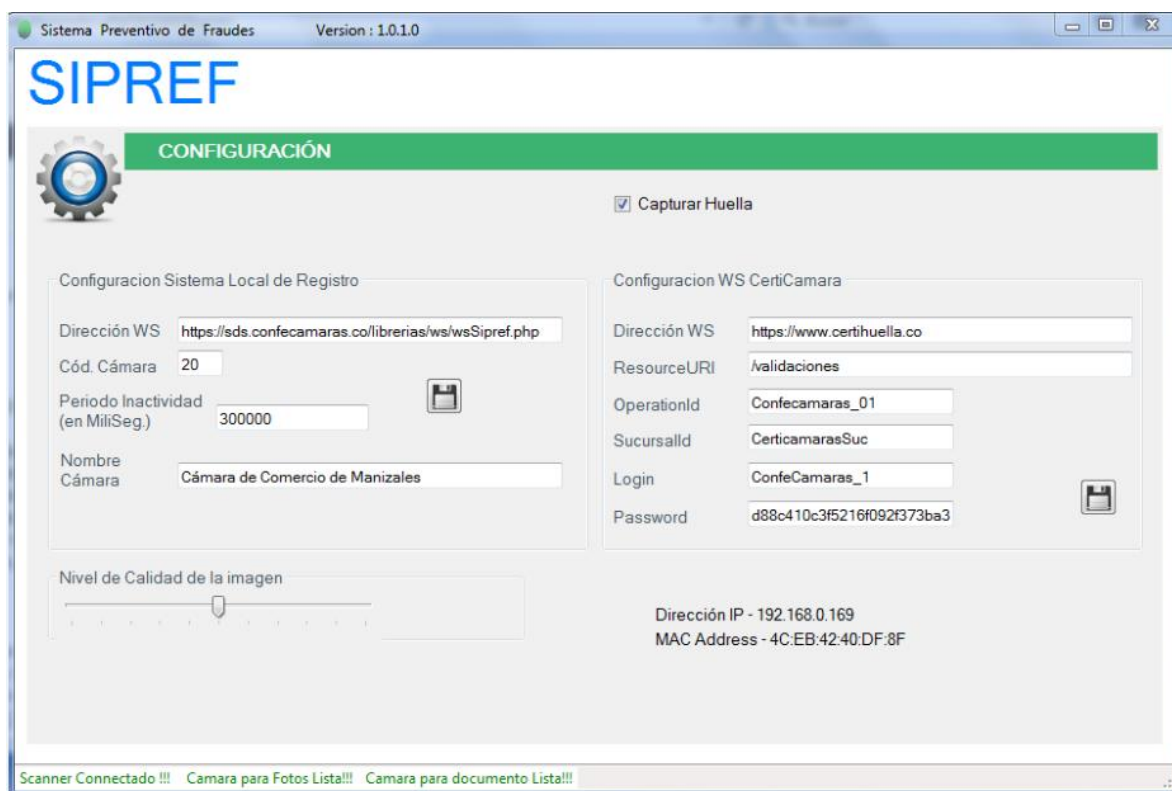 Sistema Preventivo de Fraudes Version : 1.0.1.0
SIPREF
CONFIGURACIÓN
Capturar Huella
Configuracion Sistema Local de Registro
Dirección WS https://sds.confecamaras.co/librerias/ws/wsSipref.php
Cód. Cámara 20
Periodo Inactividad
(en MiliSeg.) 300000
Nombre
Cámara Cámara de Comercio de Manizales
Configuracion WS CertiCamara
Dirección WS https://www.certihuella.co
ResourceURI /validaciones
OperationId Confecamaras_01
SucursalId CerticamarasSuc
Login ConfeCamaras_1
Password d88c410c3f5216f092f373ba3
Nivel de Calidad de la imagen
Dirección IP - 192.168.0.169
MAC Address - 4C:EB:42:40:DF:8F
Scanner Connectado !!! Camara para Fotos Lista!!! Camara para documento Lista!!!